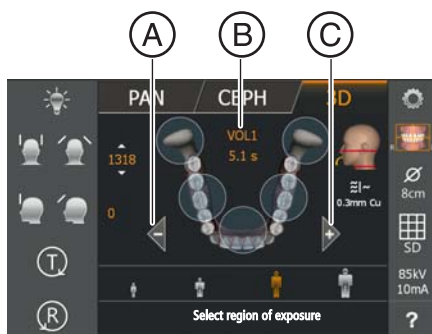 A B C
PAN CEPH 3D
VOL1
5.1 s
1318
0
0.3mm Cu
8cm
SD
85kV
10mA
T
R
Select region of exposure
?